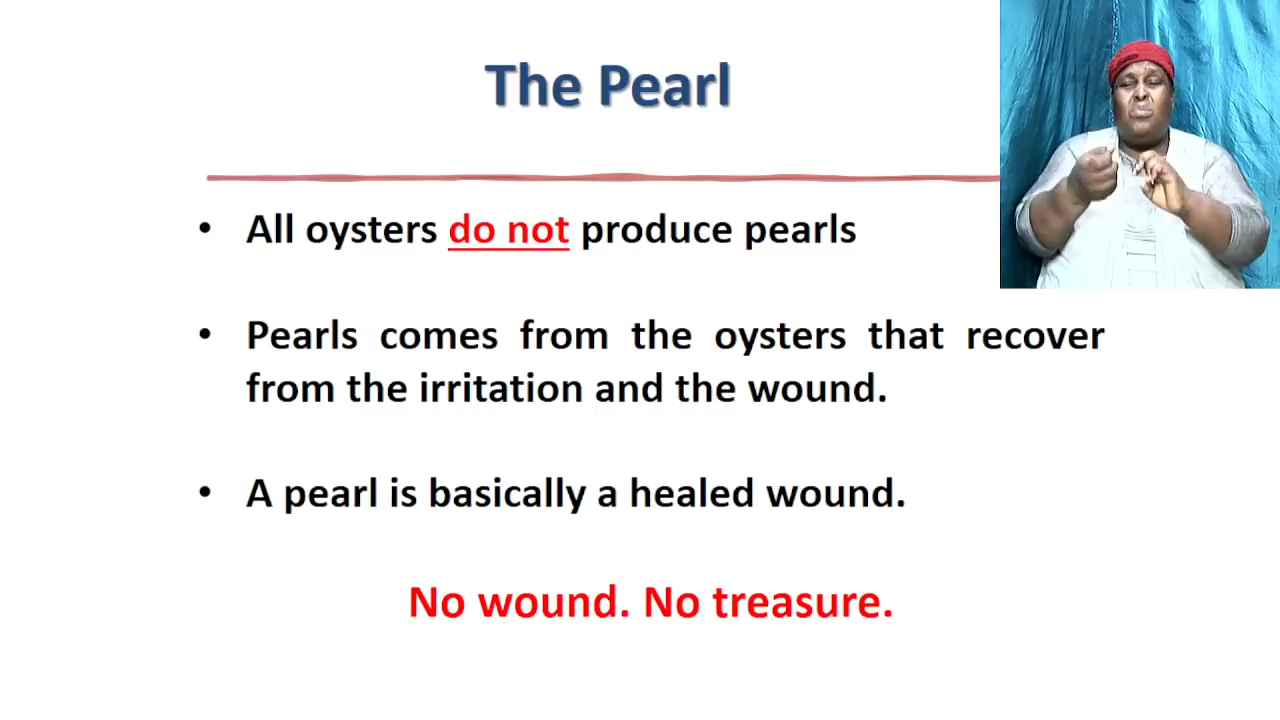 The Pearl
• All oysters do not produce pearls
• Pearls comes from the oysters that recover
from the irritation and the wound.
• A pearl is basically a healed wound.
No wound. No treasure.